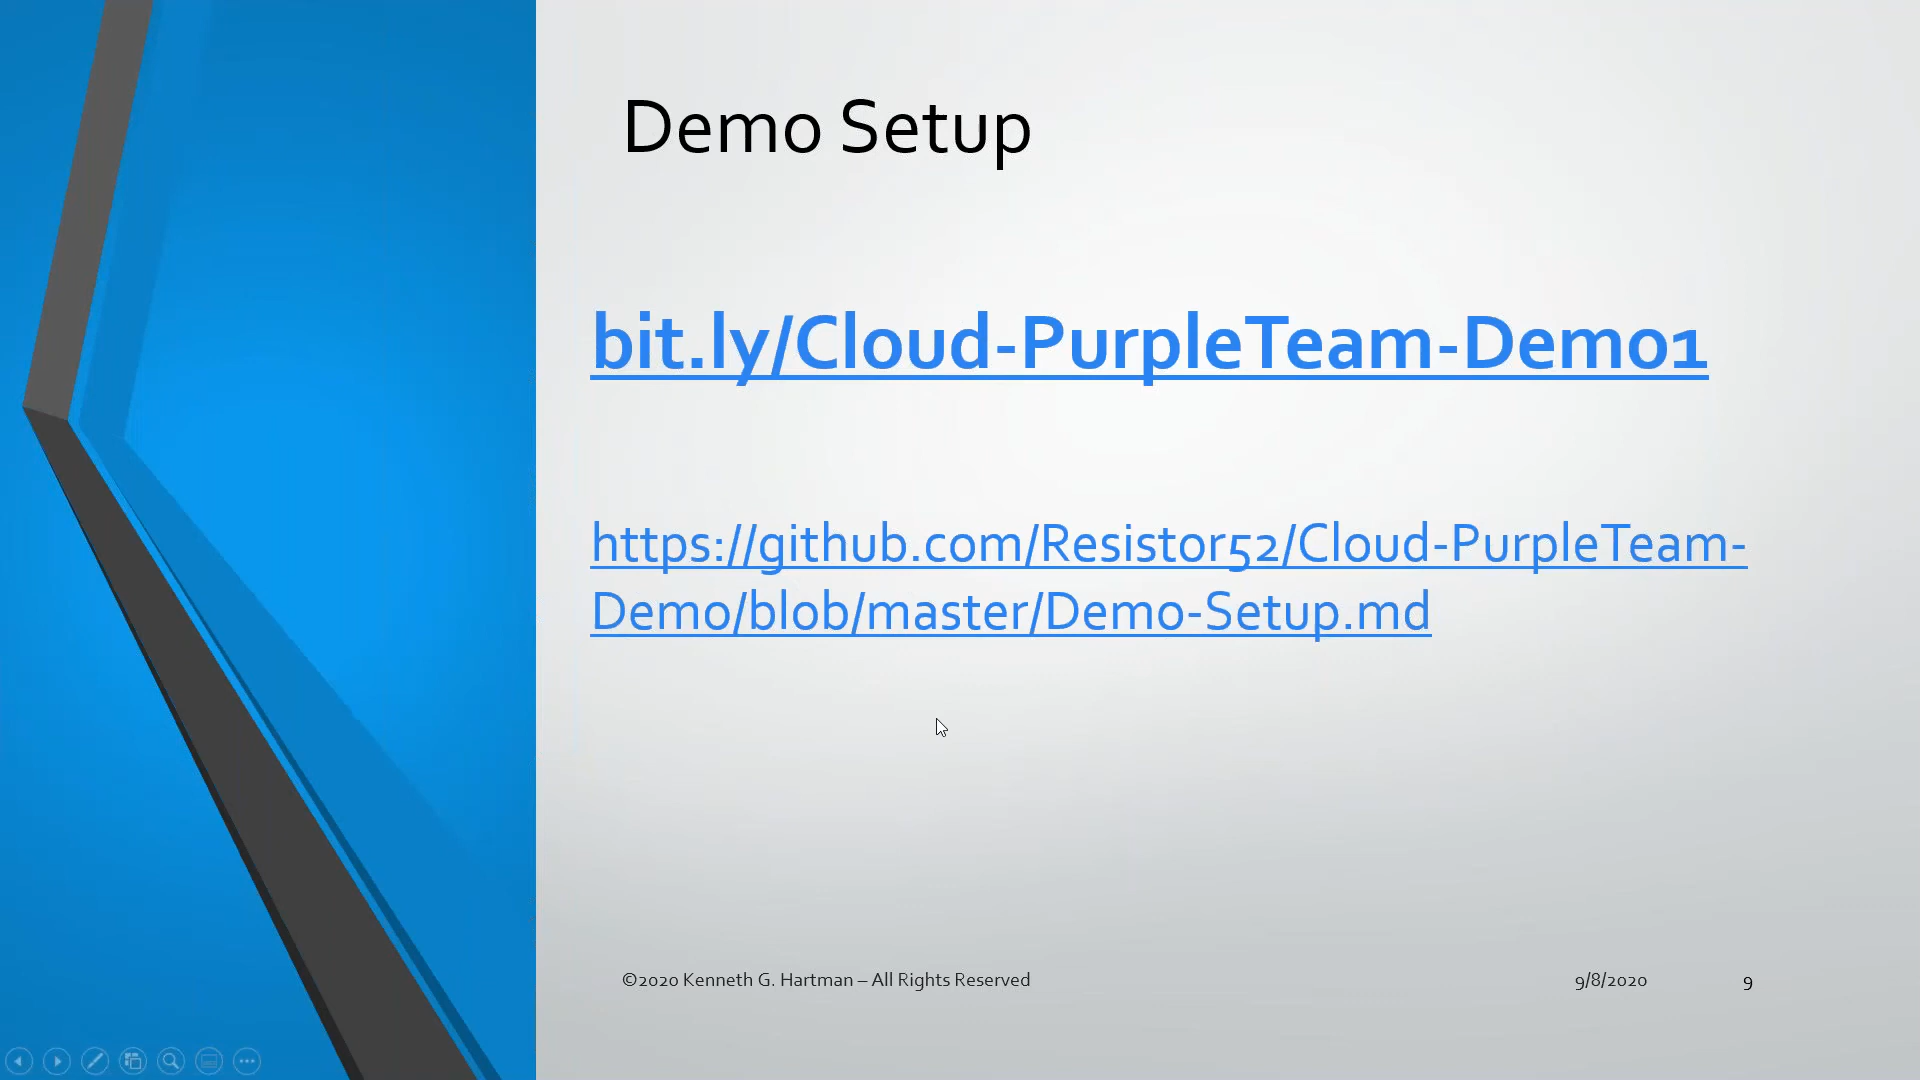 Demo Setup
bit.ly/Cloud-PurpleTeam-Demo1
https://github.com/Resistor52/Cloud-PurpleTeam-
Demo/blob/master/Demo-Setup.md
©2020 Kenneth G. Hartman – All Rights Reserved
9/8/2020
9